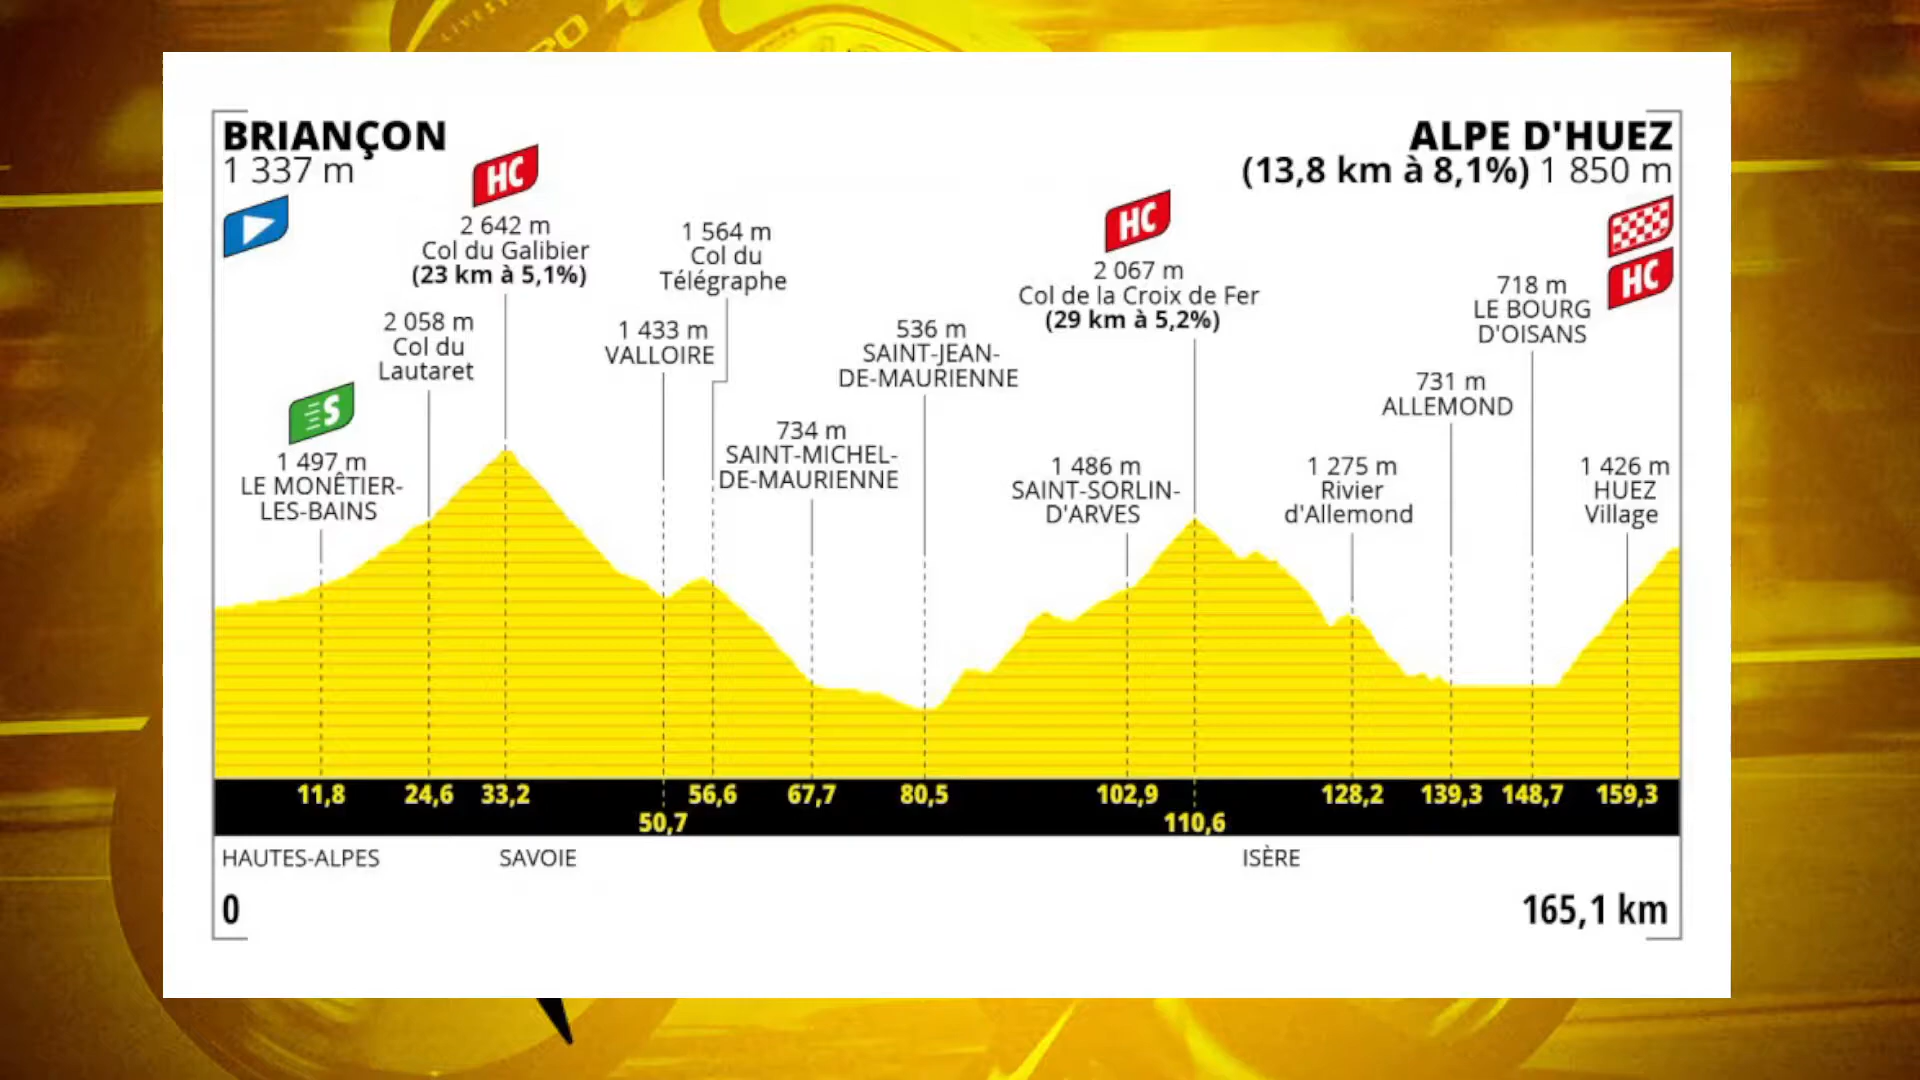 BRIANÇON
1 337 m
ALPE D'HUEZ
(13,8 km à 8,1%) 1 850 m
HC
2 642 m
Col du Galibier
(23 km à 5,1%)
2 058 m
Col du
Lautaret
S
1 497 m
LE MONÊTIER-
LES-BAINS
1 564 m
Col du
Télégraphe
1 433 m
VALLOIRE
734 m
SAINT-MICHEL-
DE-MAURIENNE
536 m
SAINT-JEAN-
DE-MAURIENNE
HC
2 067 m
Col de la Croix de Fer
(29 km à 5,2%)
1 486 m
SAINT-SORLIN-
D'ARVES
1 275 m
Rivier
d'Allemond
731 m
ALLEMOND
718 m
LE BOURG
D'OISANS
HC
1 426 m
HUEZ
Village
11,8 24,6 33,2 50,7 56,6 67,7 80,5 102,9 110,6 128,2 139,3 148,7 159,3
HAUTES-ALPES SAVOIE ISÈRE
0 165,1 km